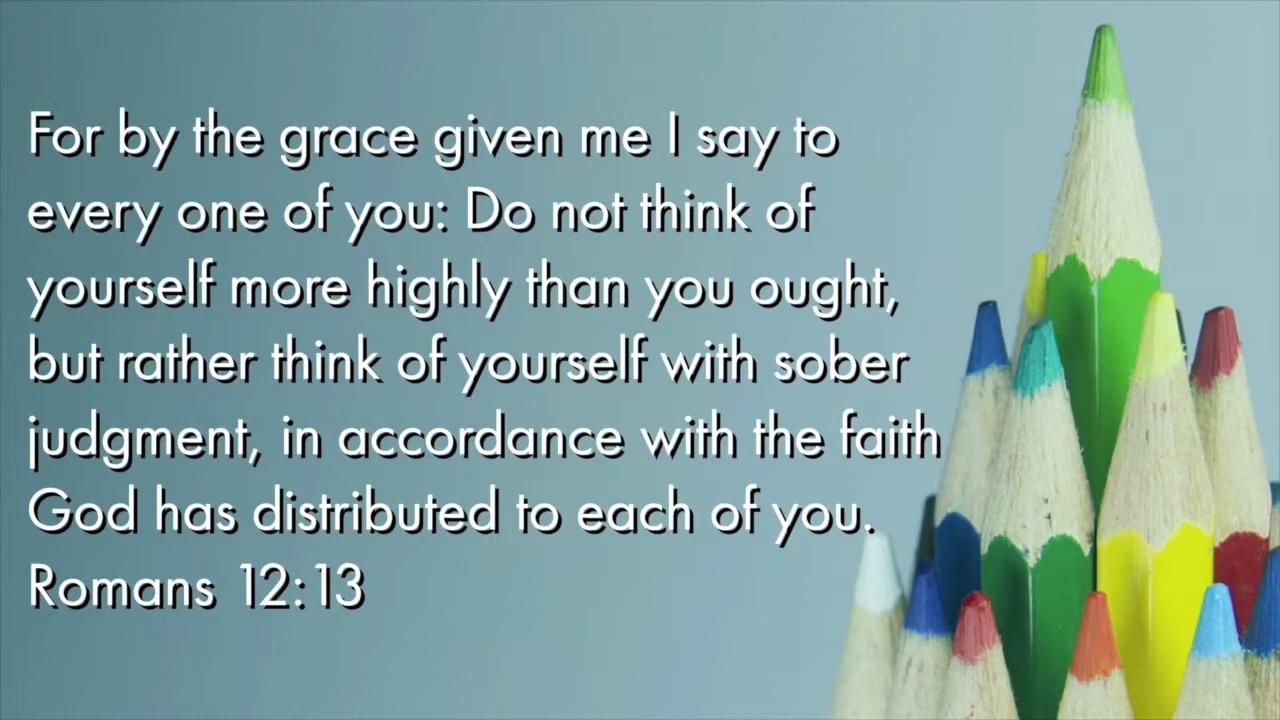 For by the grace given me I say to
every one of you: Do not think of
yourself more highly than you ought,
but rather think of yourself with sober
judgment, in accordance with the faith
God has distributed to each of you.
Romans 12:13